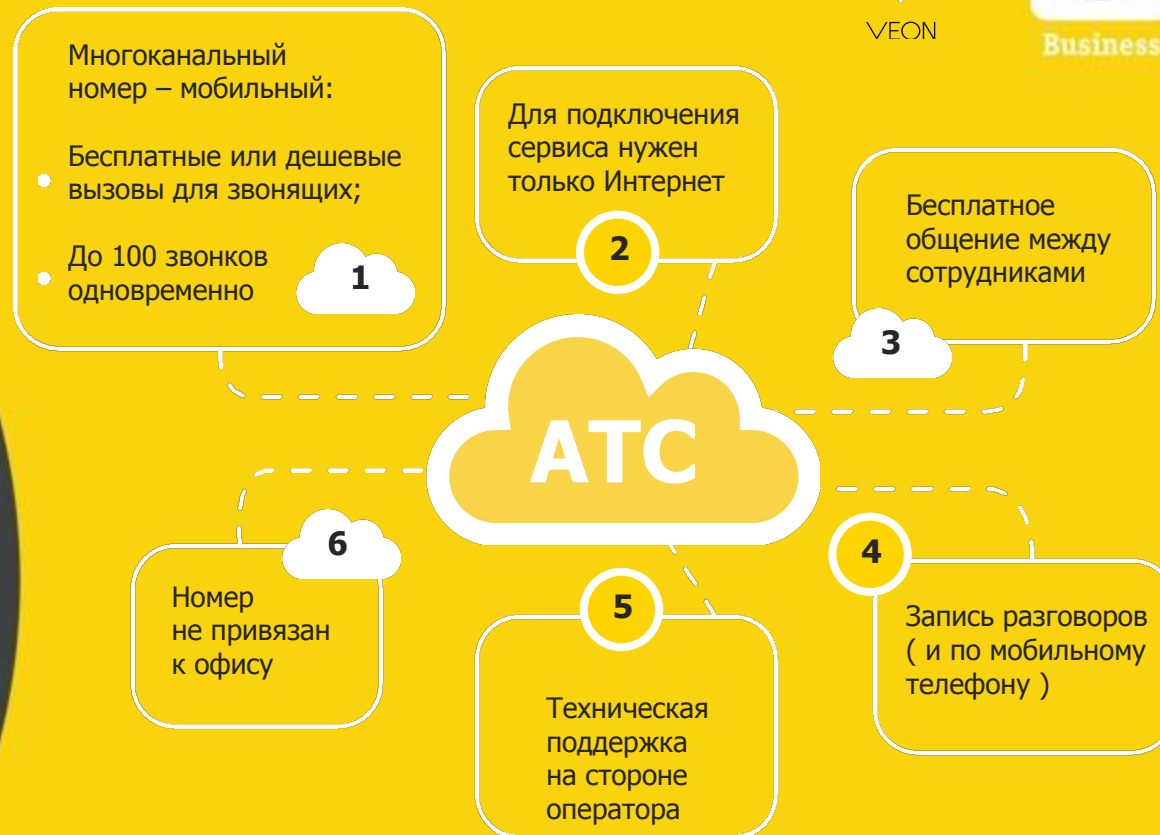 VEON
Business
Многоканальный
номер – мобильный:
Бесплатные или дешевые
вызовы для звонящих;
До 100 звонков
одновременно
1
Для подключения
сервиса нужен
только Интернет
2
Бесплатное
общение между
сотрудниками
3
АТС
6
Номер
не привязан
к офису
5
Техническая
поддержка
на стороне
оператора
4
Запись разговоров
( и по мобильному
телефону )